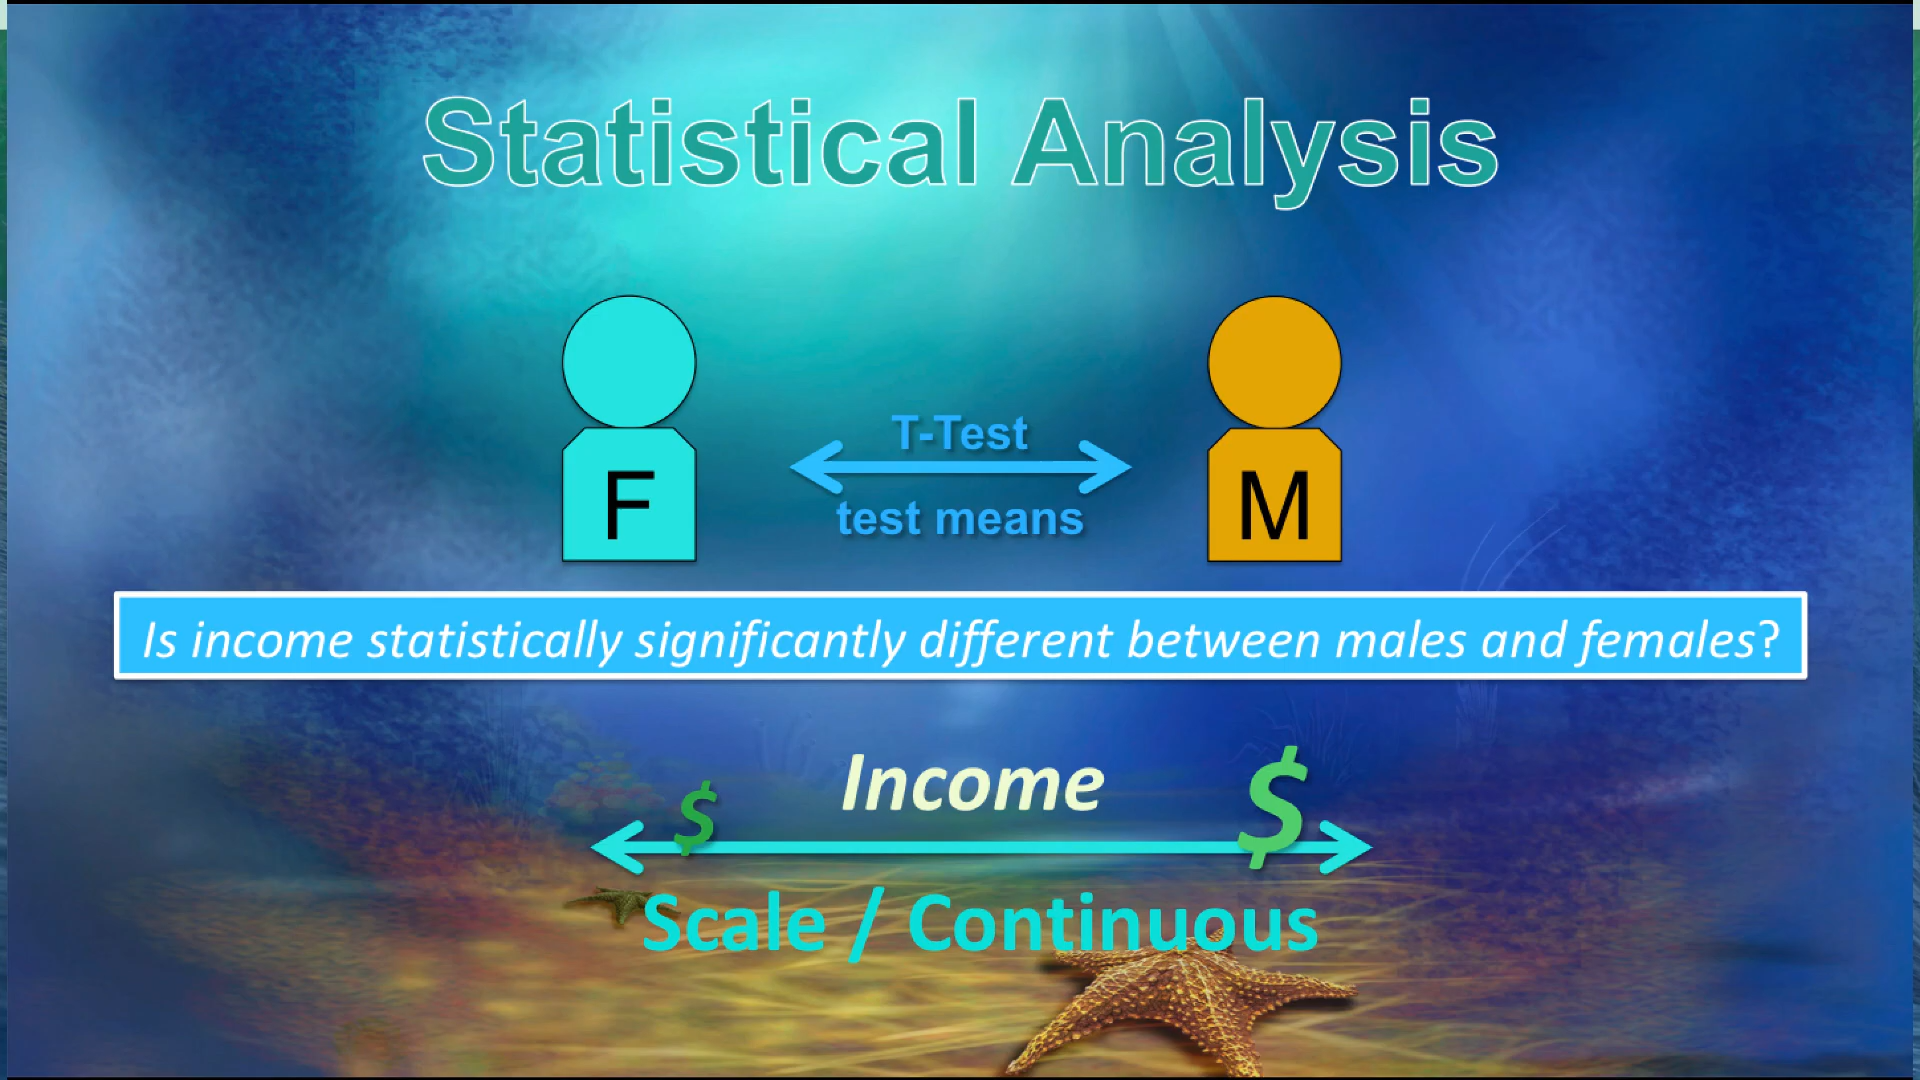 Statistical Analysis
T-Test
F
M
test means
Is income statistically significantly different between males and females?
Income
$
$
Scale / Continuous